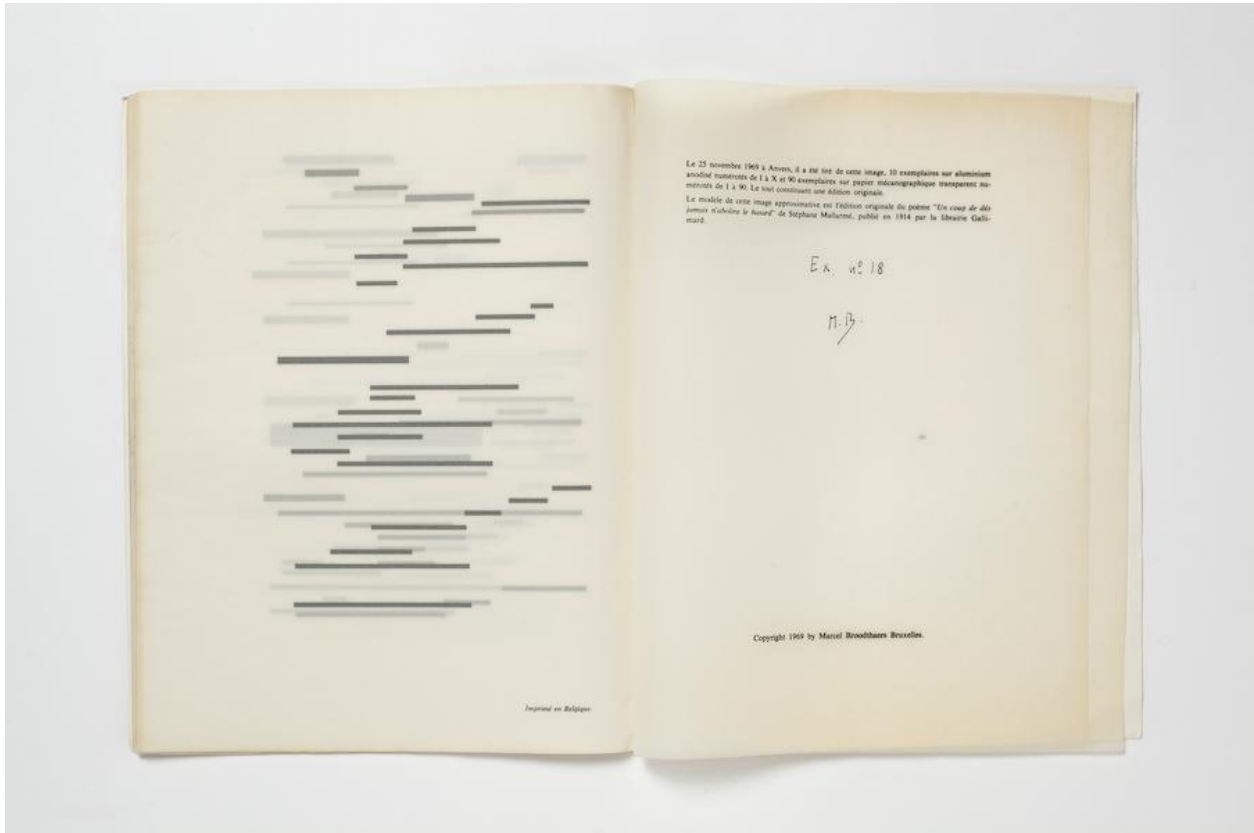 Imprimé en Belgique
Le 25 novembre 1969 à Anvers, il a été tiré de cette image, 10 exemplaires sur aluminium
anodisé numérotés de I à X et 90 exemplaires sur papier mécanographique transparent nu-
mérotés de 1 à 90. Le tout constituant une édition originale.
Le modèle de cette image approximative est l'édition originale du poème "Un coup de dés
jamais n'abolira le hasard" de Stéphane Mallarmé, publié en 1914 par la librairie Galli-
mard.
Ex. nº 18
M.B.
Copyright 1969 by Marcel Broodthaers Bruxelles.